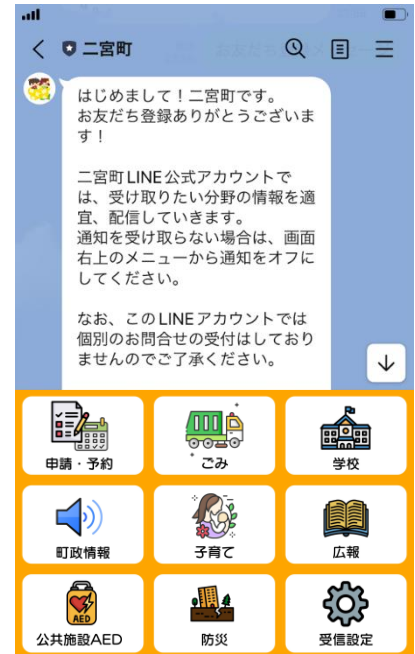 二宮町
はじめまして！二宮町です。
お友だち登録ありがとうございま
す！
二宮町LINE公式アカウントで
は、受け取りたい分野の情報を適
宜、配信していきます。
通知を受け取らない場合は、画面
右上のメニューから通知をオフに
してください。
なお、このLINEアカウントでは
個別のお問合せの受付はしており
ませんのでご了承ください。
申請・予約
ごみ
学校
町政情報
子育て
広報
AED
公共施設AED
防災
受信設定